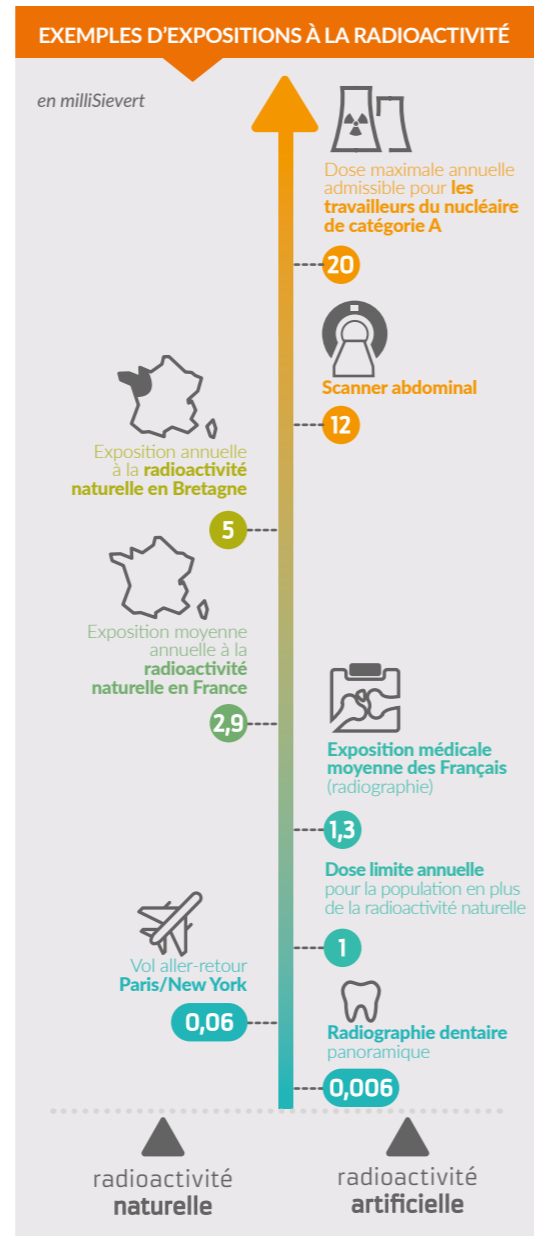 EXEMPLES D'EXPOSITIONS À LA RADIOACTIVITÉ
en milliSievert
Dose maximale annuelle
admissible pour les
travailleurs du nucléaire
de catégorie A
20
Scanner abdominal
12
Exposition annuelle
à la radioactivité
naturelle en Bretagne
5
Exposition moyenne
annuelle à la
radioactivité
naturelle en France
2,9
Exposition médicale
moyenne des Français
(radiographie)
1,3
Dose limite annuelle
pour la population en plus
de la radioactivité naturelle
1
Vol aller-retour
Paris/New York
0,06
Radiographie dentaire
panoramique
0,006
radioactivité
naturelle
radioactivité
artificielle